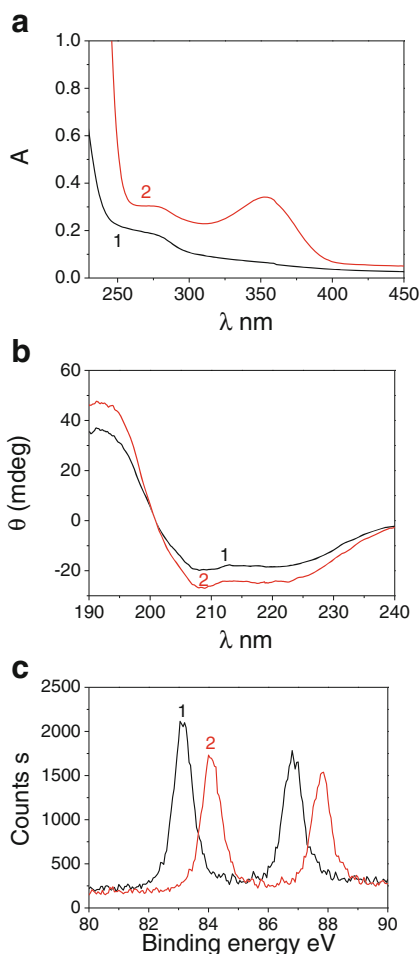 a
1.0
0.8
0.6
0.4
0.2
0.0
A
2
1
250 300 350 400 450
λ nm
b
60
40
20
0
-20
θ (mdeg)
1
2
190 200 210 220 230 240
λ nm
c
2500
2000
1500
1000
500
0
Counts s
1
2
80 82 84 86 88 90
Binding energy eV